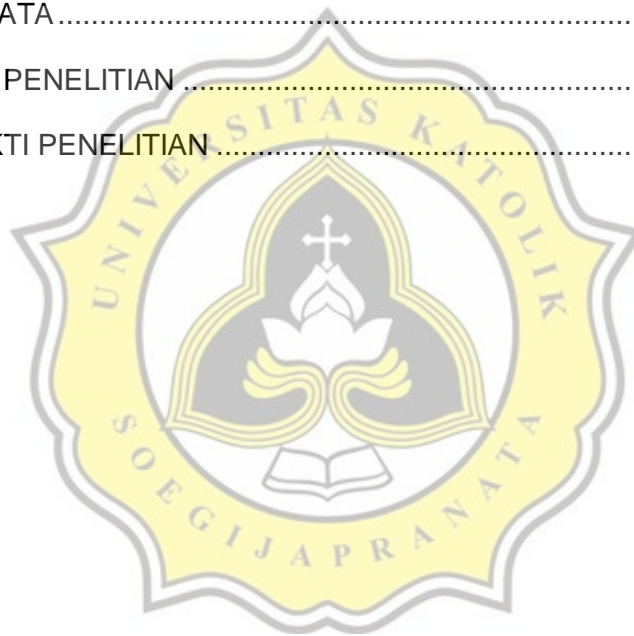 ATA ................................................................
PENELITIAN ..................................................
KTI PENELITIAN ..............................................
UNIVERSITAS KATOLIK
SOEGIJAPRANATA